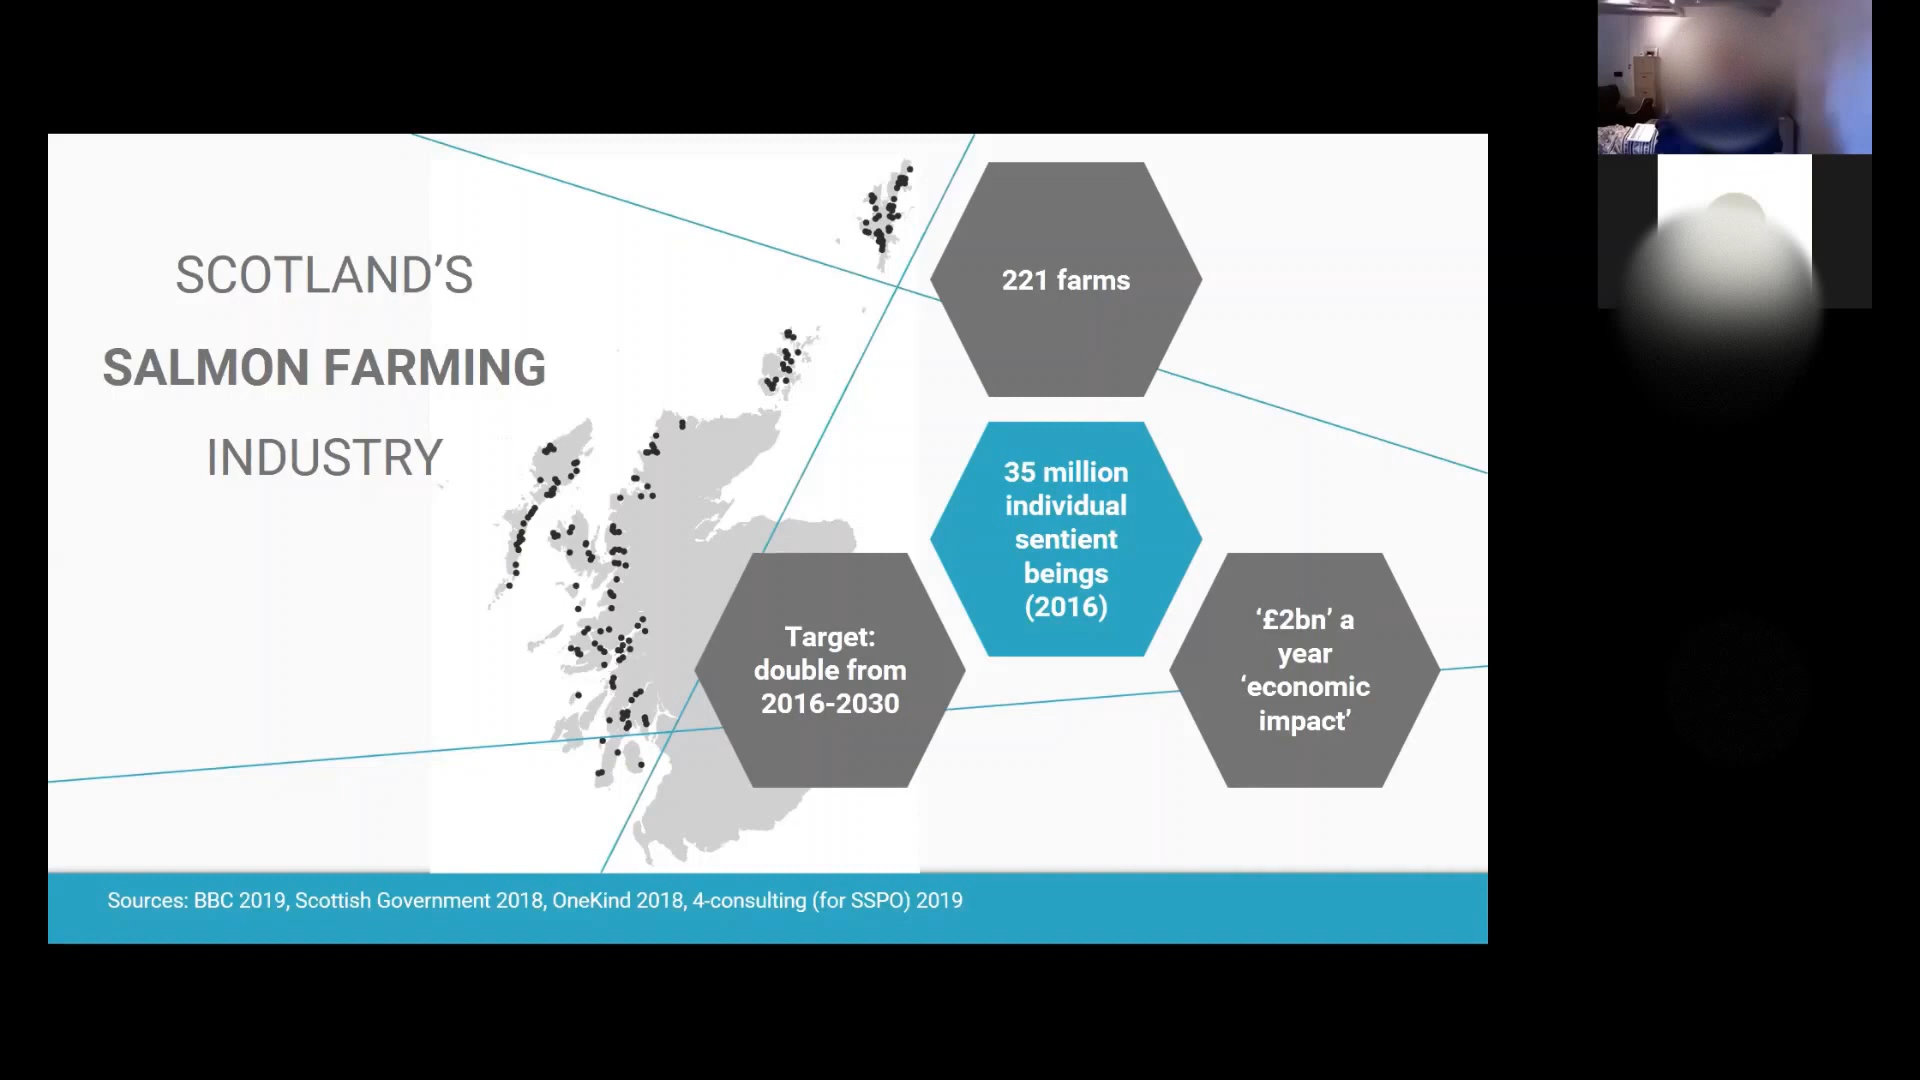 SCOTLAND’S
SALMON FARMING
INDUSTRY
221 farms
35 million
individual
sentient
beings
(2016)
Target:
double from
2016-2030
‘£2bn’ a
year
‘economic
impact’
Sources: BBC 2019, Scottish Government 2018, OneKind 2018, 4-consulting (for SSPO) 2019